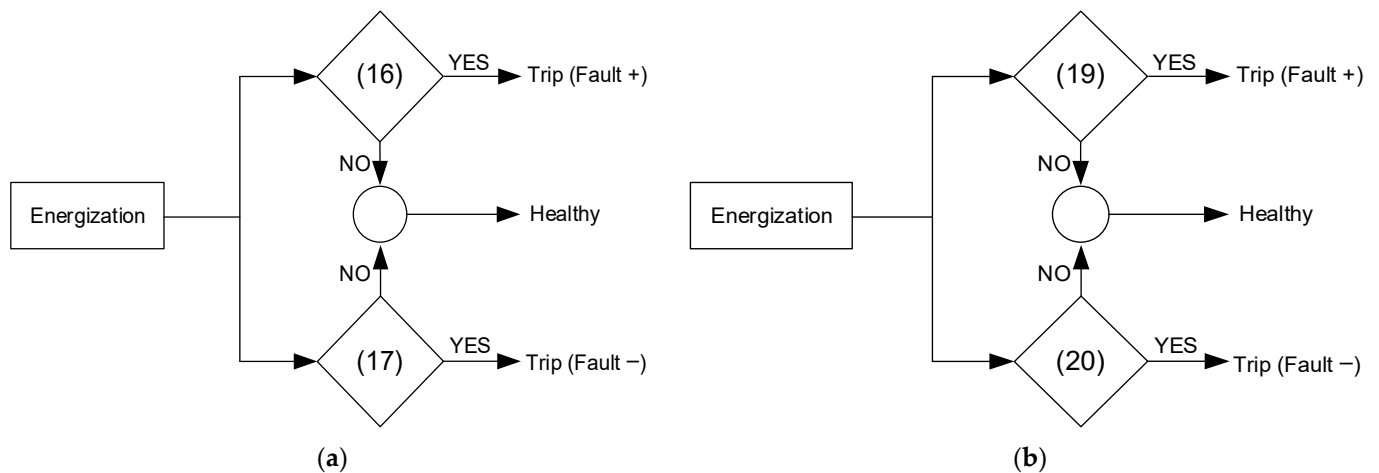 (16)
YES
Trip (Fault +)
NO
Energization
Healthy
NO
(17)
YES
Trip (Fault −)
(a)
(19)
YES
Trip (Fault +)
NO
Energization
Healthy
NO
(20)
YES
Trip (Fault −)
(b)